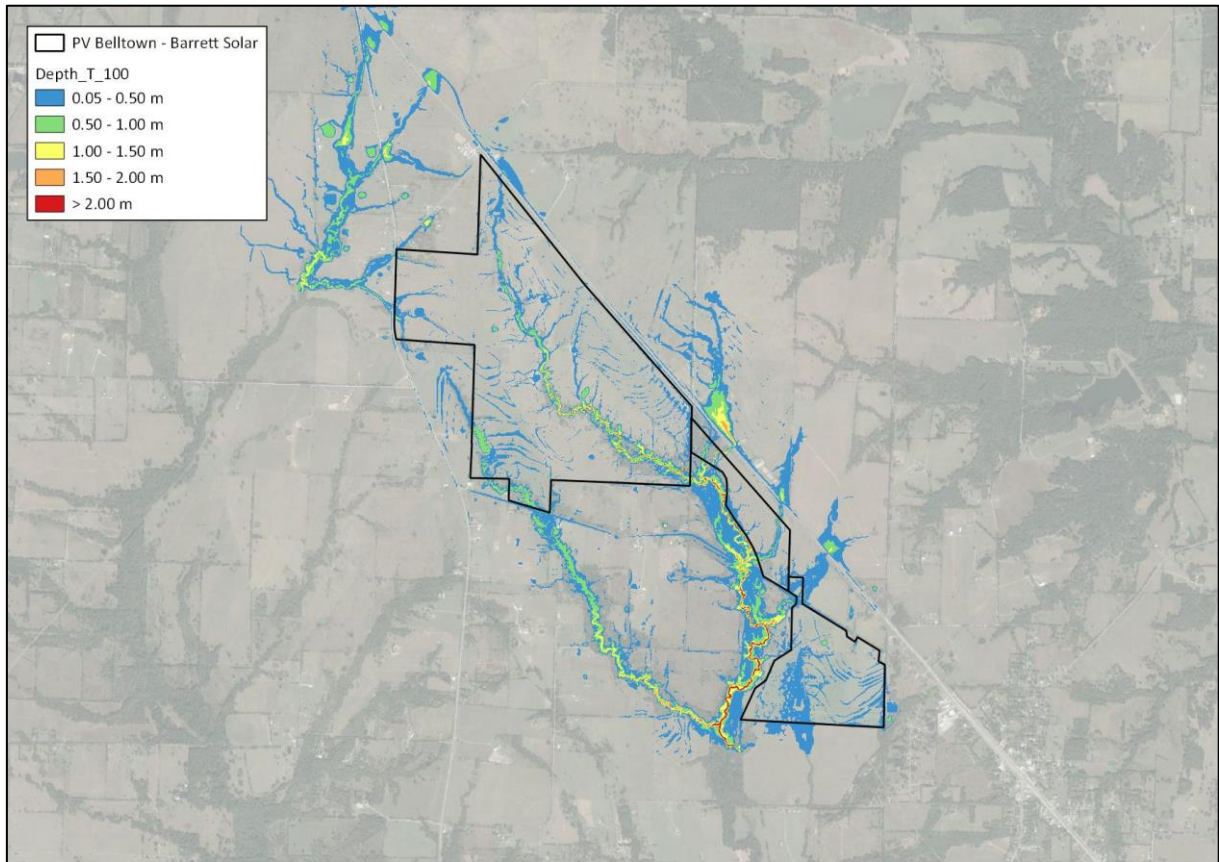 PV Belltown - Barrett Solar
Depth_T_100
0.05 - 0.50 m
0.50 - 1.00 m
1.00 - 1.50 m
1.50 - 2.00 m
> 2.00 m